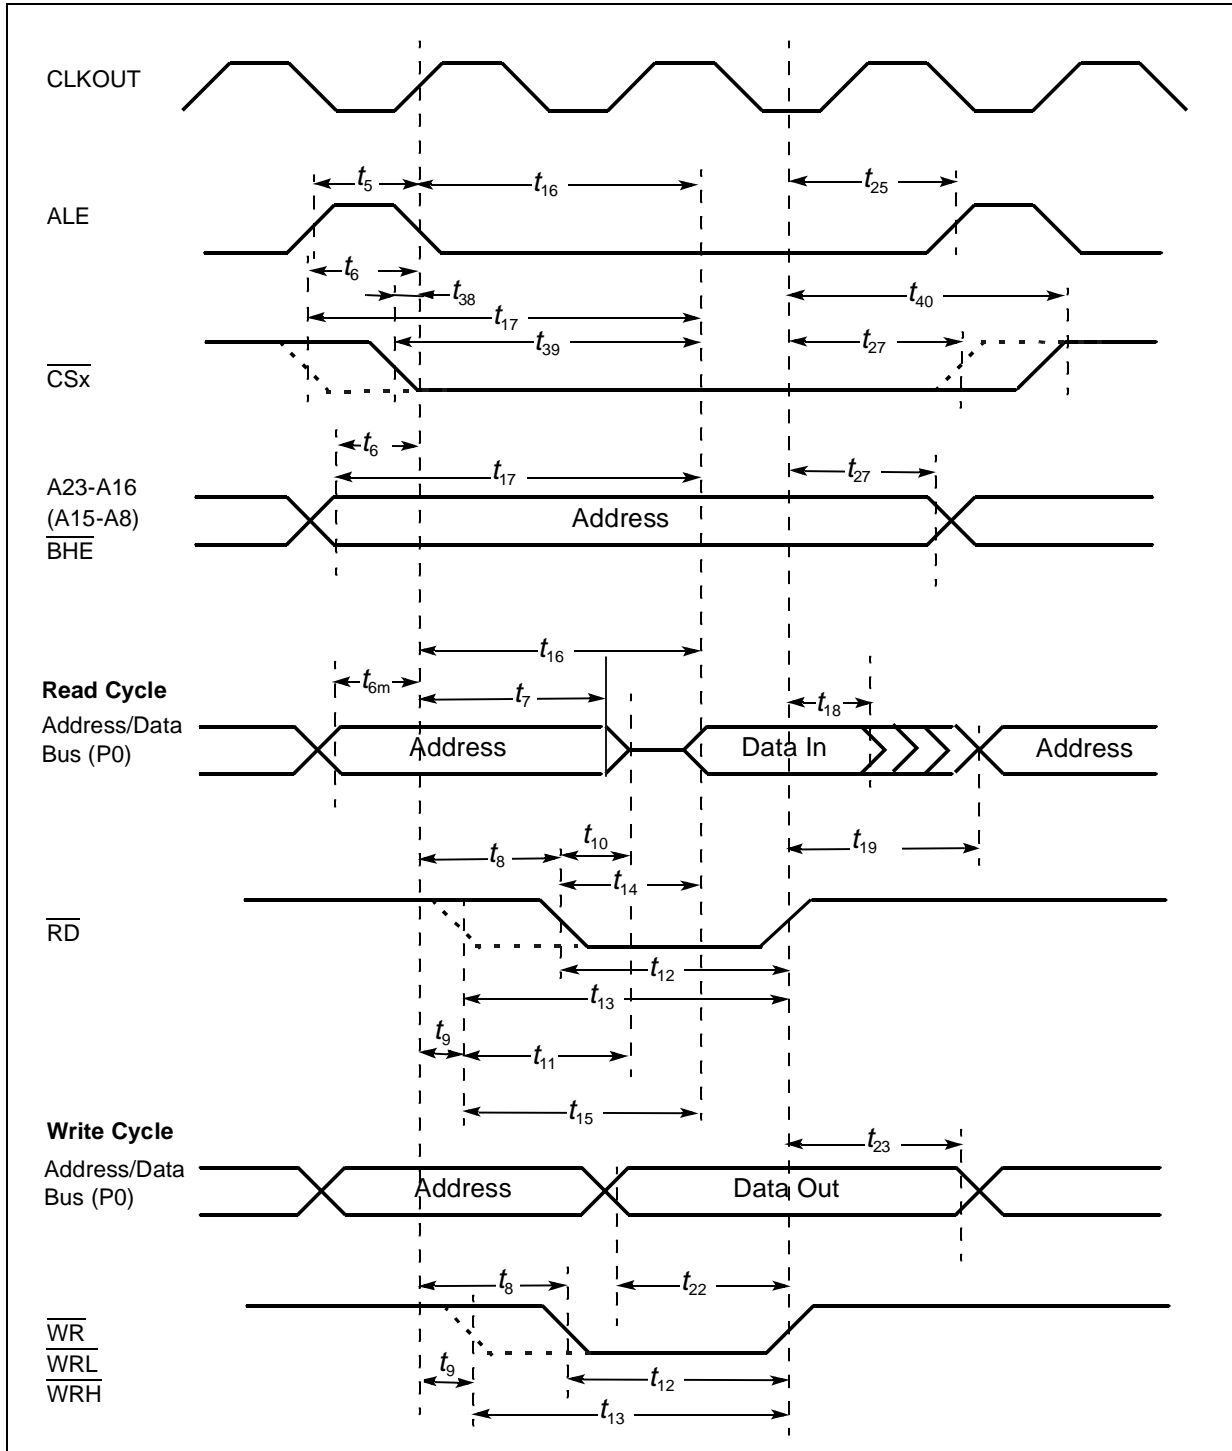 CLKOUT
t5
t16
t25
ALE
t6
t38
t40
t17
t39
t27
CSx
t6
t17
t27
A23-A16
(A15-A8)
BHE
Address
t16
Read Cycle
t6m
t7
t18
Address/Data
Bus (P0)
Address
Data In
Address
t10
t8
t19
t14
RD
t12
t13
t9
t11
t15
Write Cycle
t23
Address/Data
Bus (P0)
Address
Data Out
t8
t22
WR
WRL
WRH
t9
t12
t13